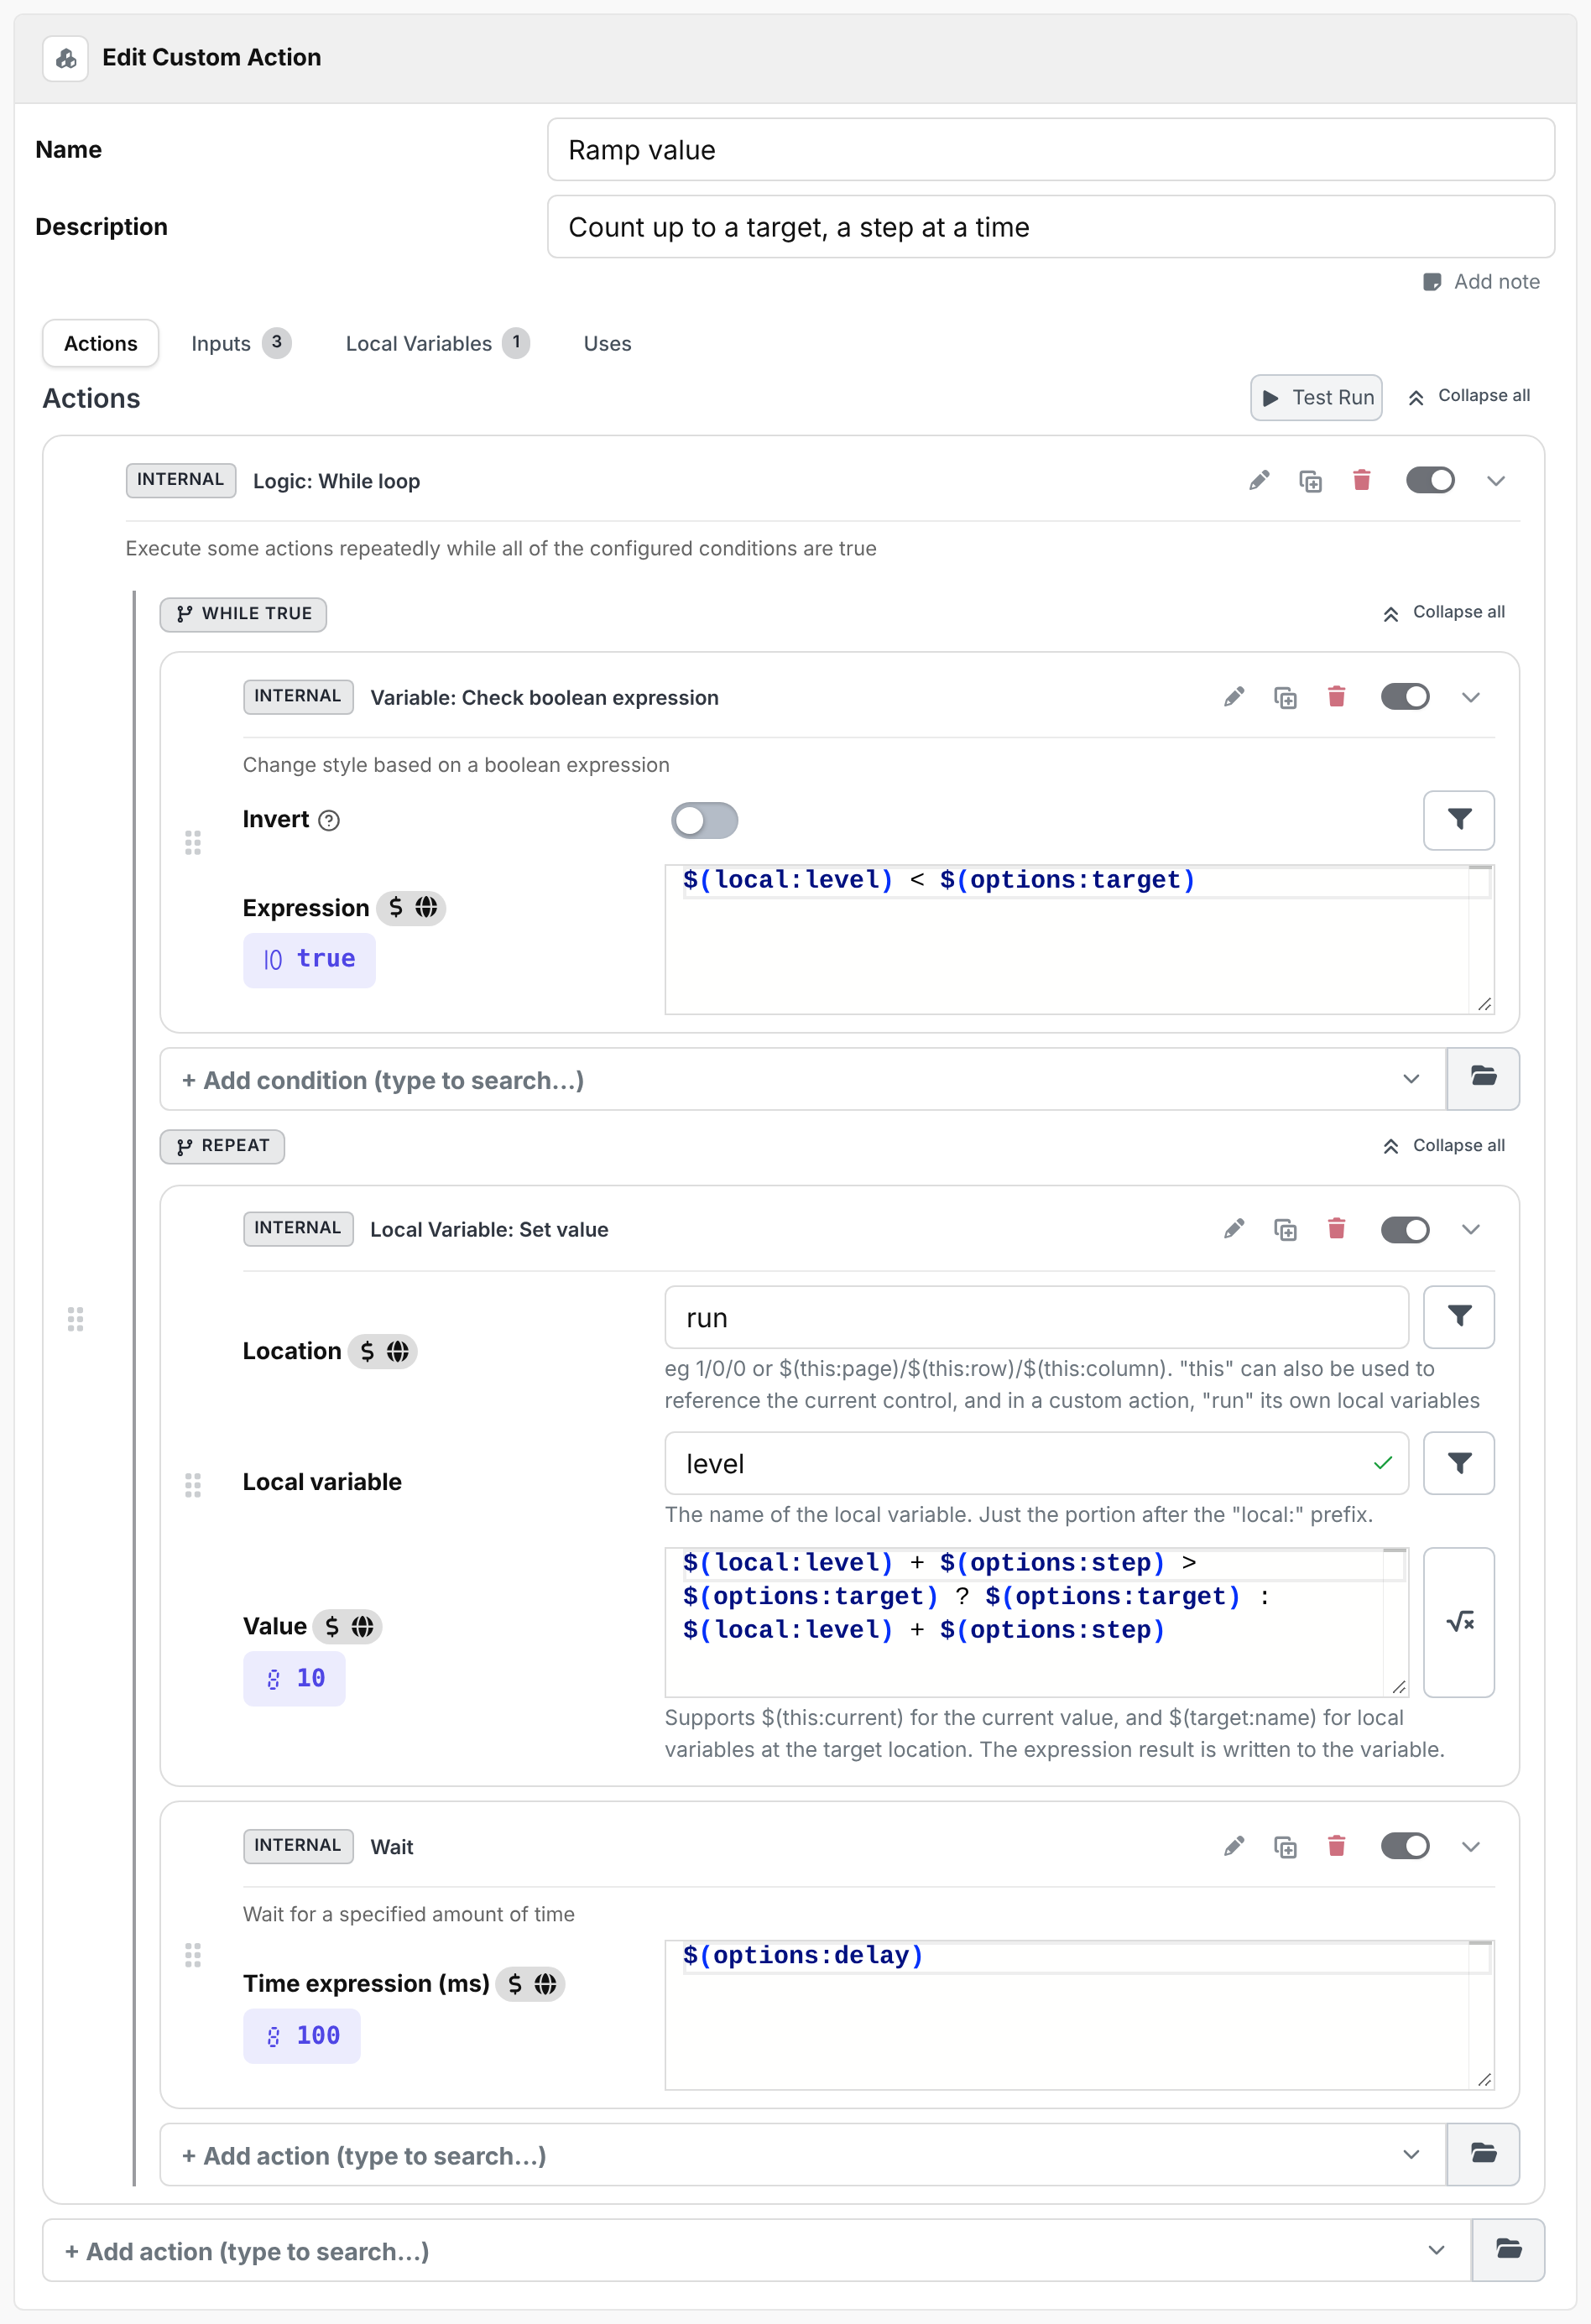 Edit Custom Action
Name
Ramp value
Description
Count up to a target, a step at a time
Add note
Actions
Inputs 3
Local Variables 1
Uses
Actions
Test Run
Collapse all
INTERNAL
Logic: While loop
Execute some actions repeatedly while all of the configured conditions are true
WHILE TRUE
Collapse all
INTERNAL
Variable: Check boolean expression
Change style based on a boolean expression
Invert
$(local:level) < $(options:target)
Expression
true
+ Add condition (type to search...)
REPEAT
Collapse all
INTERNAL
Local Variable: Set value
Location
run
eg 1/0/0 or $(this:page)/$(this:row)/$(this:column). "this" can also be used to
reference the current control, and in a custom action, "run" its own local variables
Local variable
level
The name of the local variable. Just the portion after the "local:" prefix.
Value
10
$(local:level) + $(options:step) >
$(options:target) ? $(options:target) :
$(local:level) + $(options:step)
Supports $(this:current) for the current value, and $(target:name) for local
variables at the target location. The expression result is written to the variable.
INTERNAL
Wait
Wait for a specified amount of time
Time expression (ms)
100
$(options:delay)
+ Add action (type to search...)
+ Add action (type to search...)